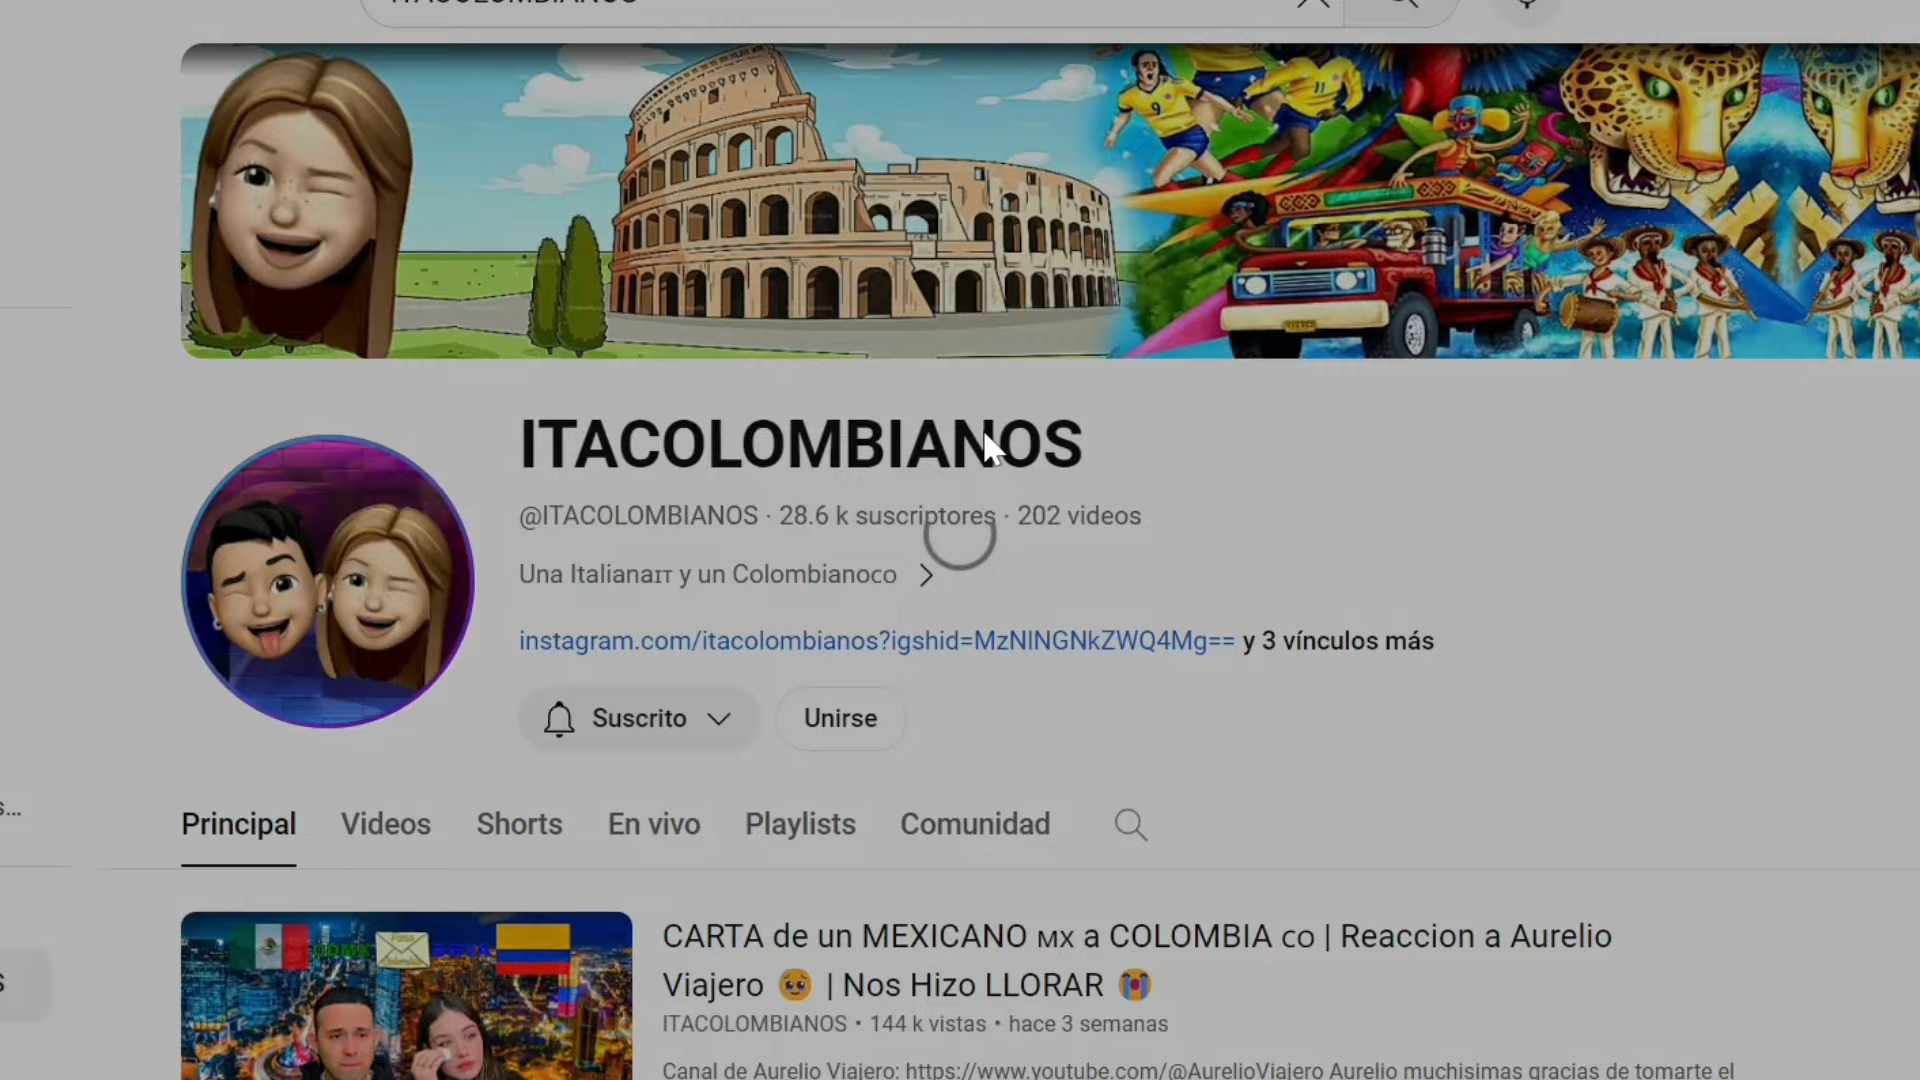 ITACOLOMBIANOS
ITACOLOMBIANOS
@ITACOLOMBIANOS · 28.6 k suscriptores · 202 videos
Una Italianaɪᴛ y un Colombianoᴄᴏ
instagram.com/itacolombianos?igshid=MzNlNGNkZWQ4Mg== y 3 vínculos más
Suscrito
Unirse
Principal Videos Shorts En vivo Playlists Comunidad
CARTA de un MEXICANO ᴍx a COLOMBIA ᴄᴏ | Reaccion a Aurelio
Viajero 🥹 | Nos Hizo LLORAR 😭
ITACOLOMBIANOS • 144 k vistas • hace 3 semanas
Canal de Aurelio Viajero: https://www.youtube.com/@AurelioViajero Aurelio muchisimas gracias de tomarte el